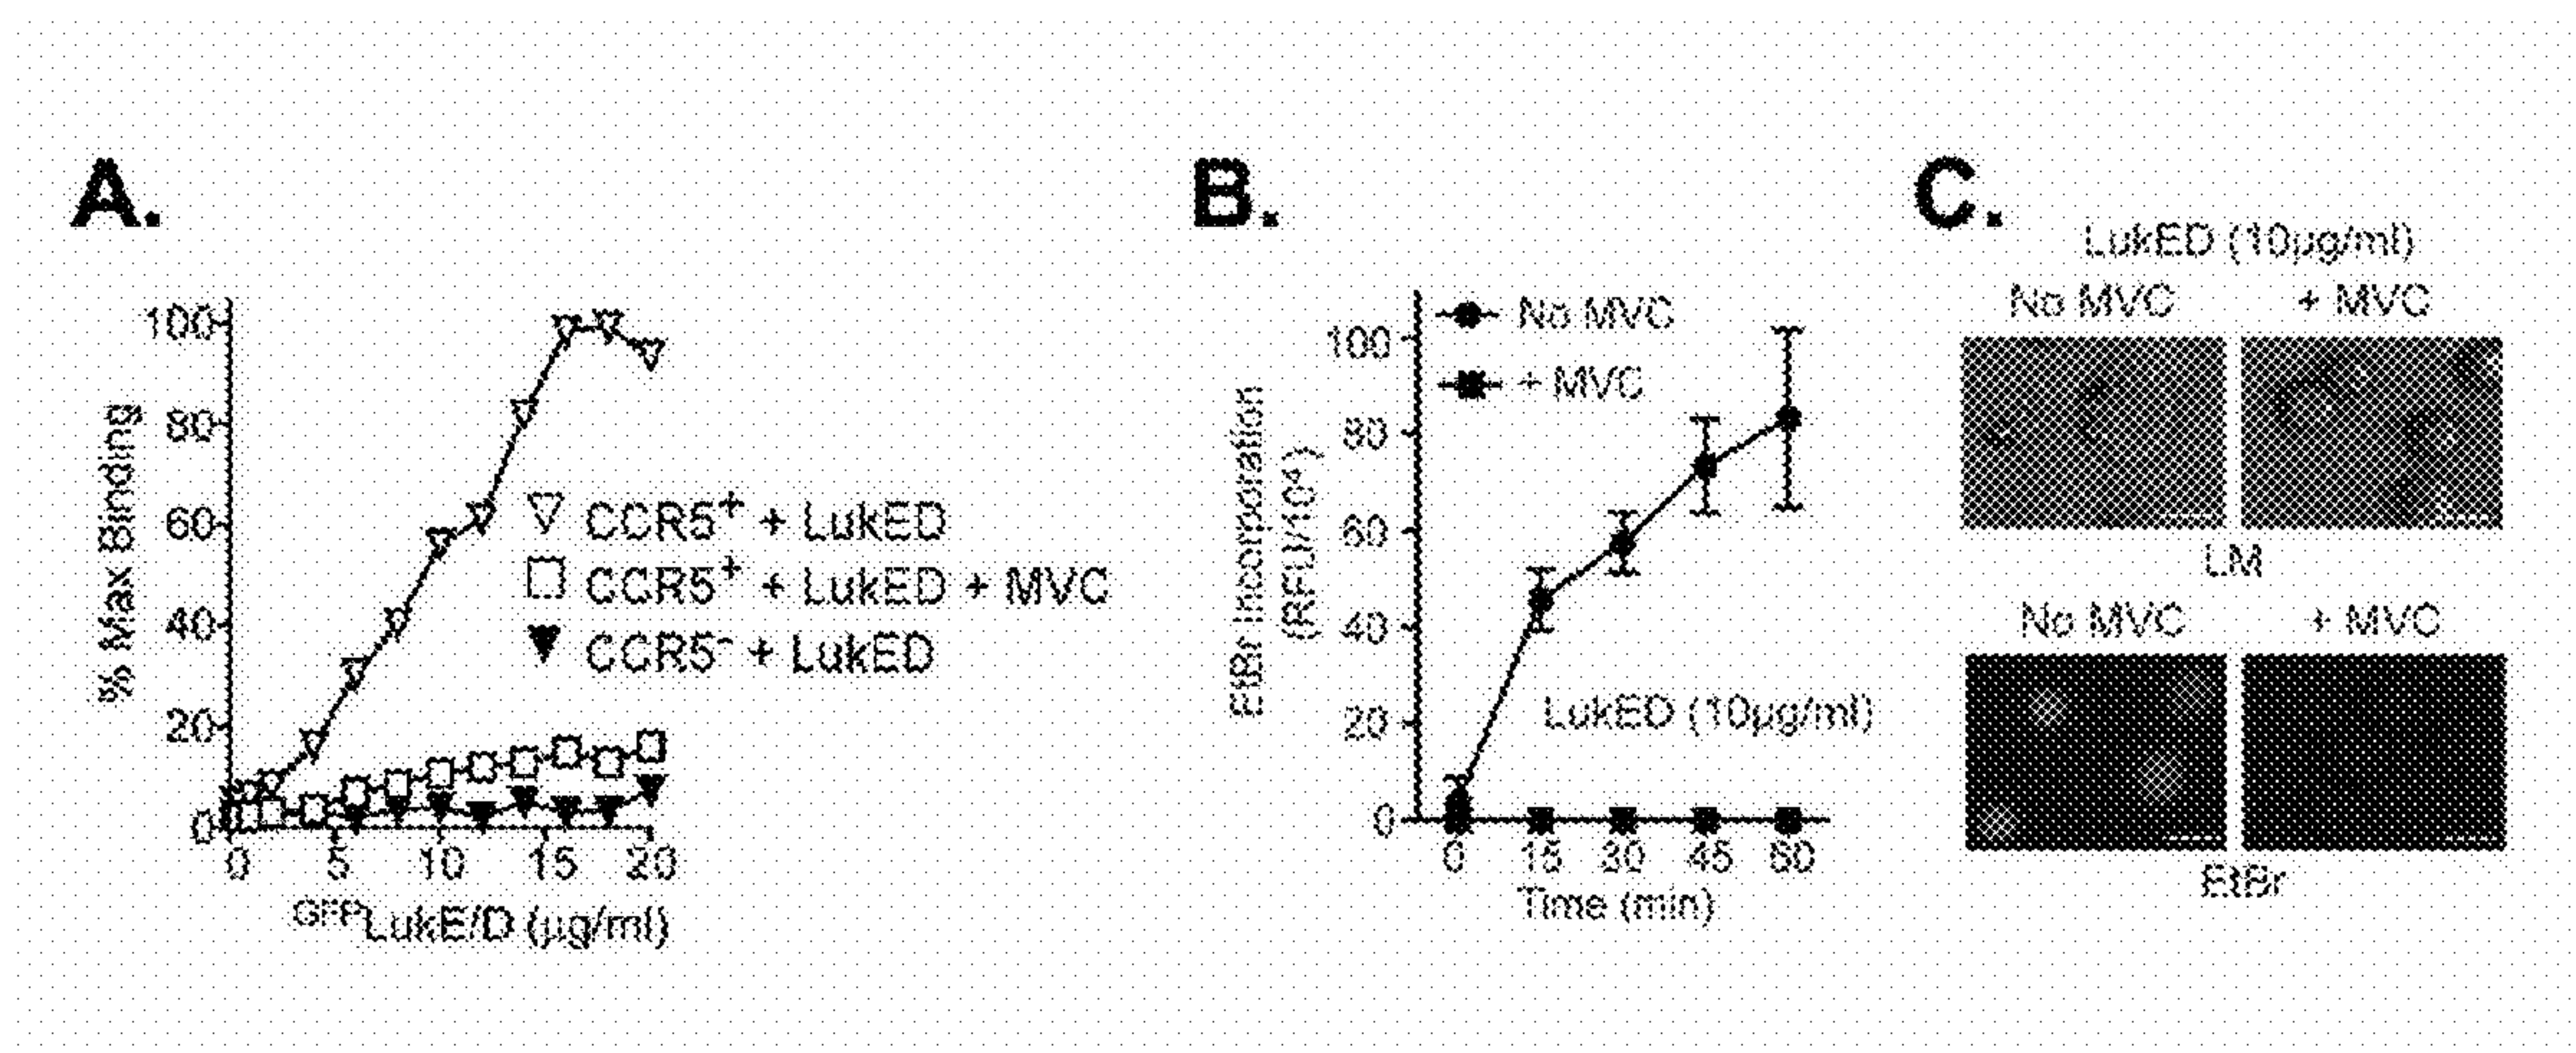 A.
% Max Binding
100
80
60
40
20
0
0 5 10 15 20
GFPLukE/D (µg/ml)
CCR5+ + LukED
CCR5+ + LukED + MVC
CCR5- + LukED
B.
EtBr Incorporation
(RFU/10⁴)
100
80
60
40
20
0
No MVC
+ MVC
LukED (10µg/ml)
0 15 30 45 60
Time (min)
C.
LukED (10µg/ml)
No MVC + MVC
LM
No MVC + MVC
EtBr